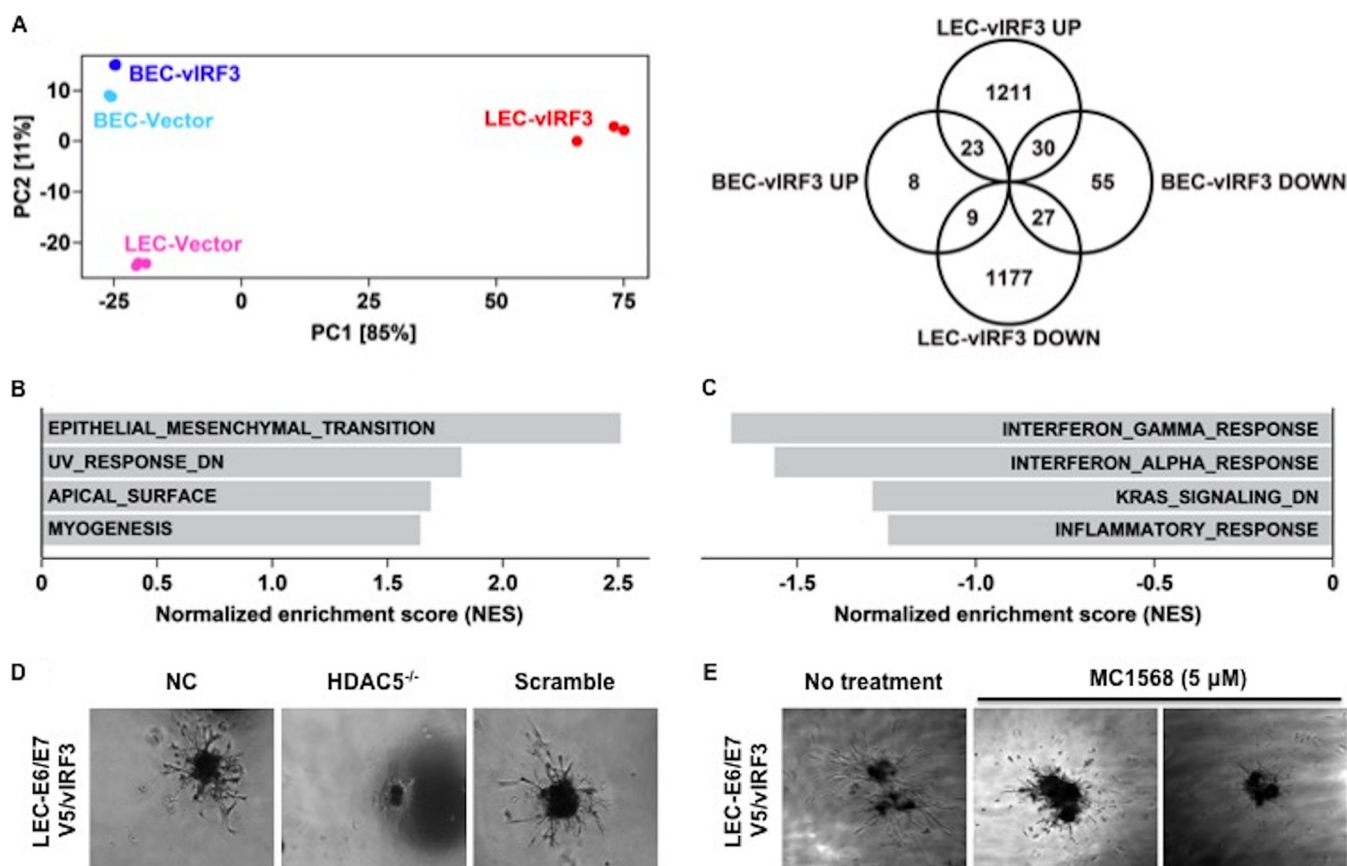 A
BEC-vIRF3
BEC-Vector
LEC-vIRF3
LEC-Vector
PC2 [11%]
10
0
-10
-20
-25
0
25
50
75
PC1 [85%]
LEC-vIRF3 UP
1211
23
30
BEC-vIRF3 UP
8
55
BEC-vIRF3 DOWN
9
27
1177
LEC-vIRF3 DOWN
B
EPITHELIAL_MESENCHYMAL_TRANSITION
UV_RESPONSE_DN
APICAL_SURFACE
MYOGENESIS
0
0.5
1.0
1.5
2.0
2.5
Normalized enrichment score (NES)
C
INTERFERON_GAMMA_RESPONSE
INTERFERON_ALPHA_RESPONSE
KRAS_SIGNALING_DN
INFLAMMATORY_RESPONSE
-1.5
-1.0
-0.5
0
Normalized enrichment score (NES)
D
NC
HDAC5-/-
Scramble
LEC-E6/E7
V5/vIRF3
E
No treatment
MC1568 (5 µM)
LEC-E6/E7
V5/vIRF3